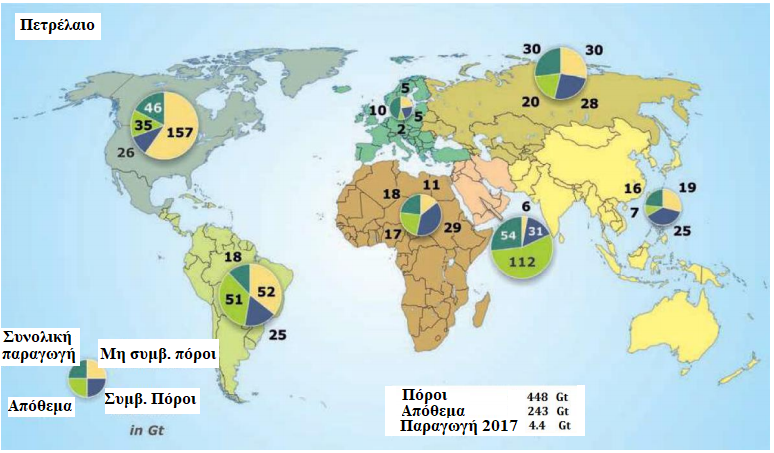 Πετρέλαιο
30
30
20
28
5
10
5
2
46
35
157
26
18
11
17
29
6
54
31
112
16
19
7
25
18
51
52
25
Συνολική
παραγωγή
Μη συμβ. πόροι
Απόθεμα
Συμβ. Πόροι
in Gt
Πόροι 448 Gt
Απόθεμα 243 Gt
Παραγωγή 2017 4.4 Gt